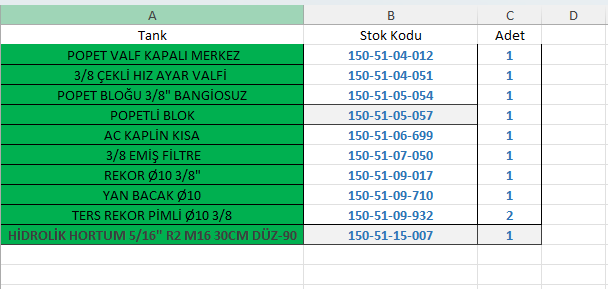 A B C D
Tank Stok Kodu Adet
POPET VALF KAPALI MERKEZ 150-51-04-012 1
3/8 ÇEKLİ HIZ AYAR VALFİ 150-51-04-051 1
POPET BLOĞU 3/8" BANGİOSUZ 150-51-05-054 1
POPETLİ BLOK 150-51-05-057 1
AC KAPLİN KISA 150-51-06-699 1
3/8 EMİŞ FİLTRE 150-51-07-050 1
REKOR Ø10 3/8" 150-51-09-017 1
YAN BACAK Ø10 150-51-09-710 1
TERS REKOR PİMLİ Ø10 3/8 150-51-09-932 2
HİDROLİK HORTUM 5/16" R2 M16 30CM DÜZ-90 150-51-15-007 1